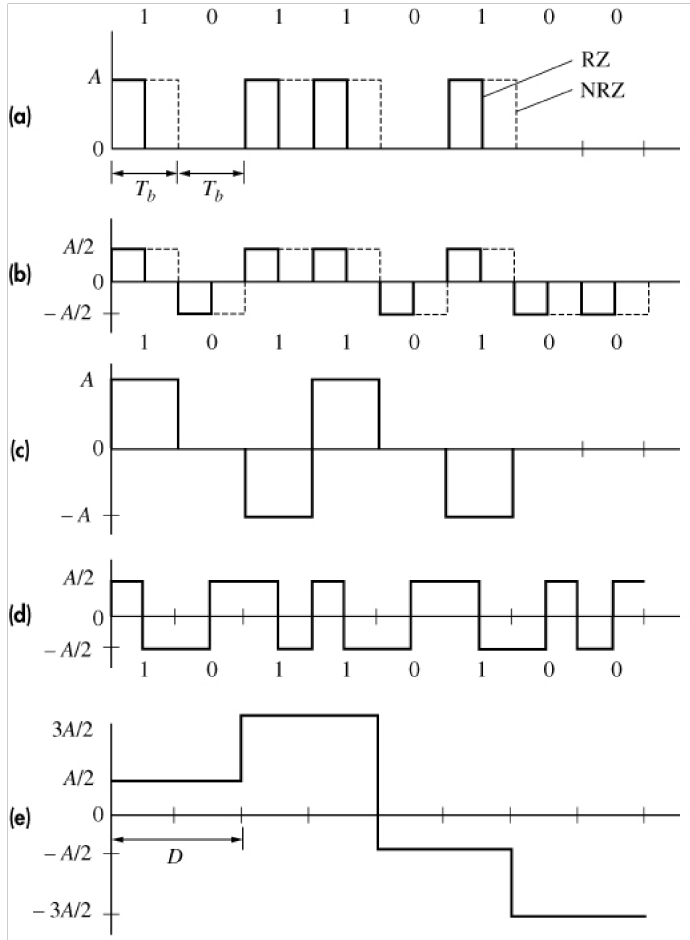 1 0 1 1 0 1 0 0
RZ
A
NRZ
(a)
0
T_b T_b
A/2
(b) 0
– A/2
1 0 1 1 0 1 0 0
A
(c) 0
– A
A/2
(d) 0
– A/2
1 0 1 1 0 1 0 0
3A/2
A/2
(e) 0
D
– A/2
– 3A/2